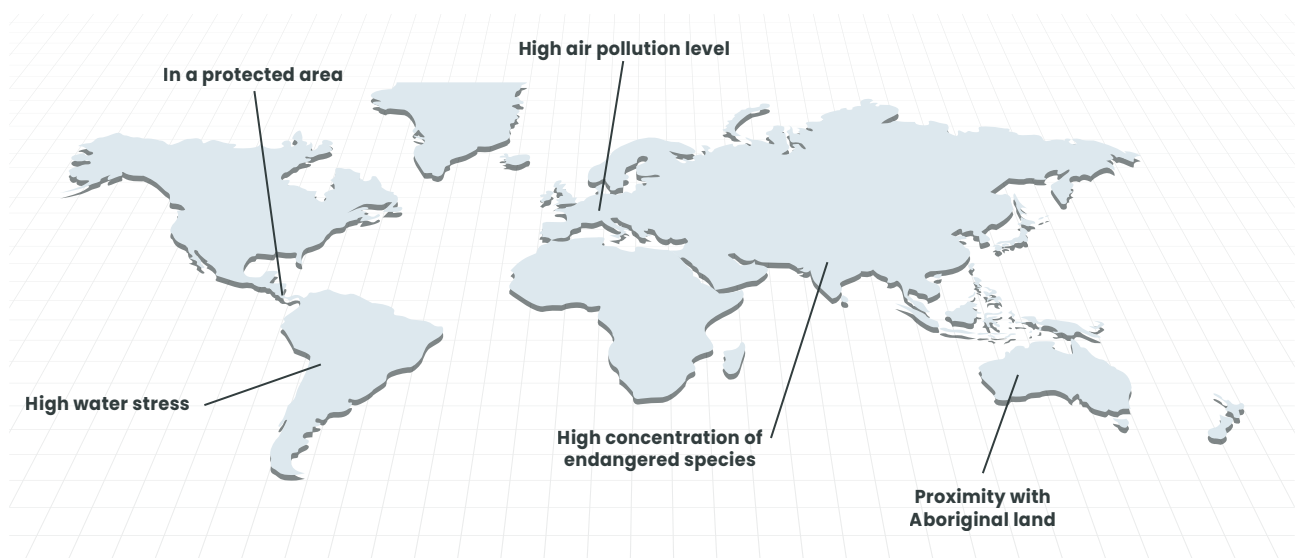 High air pollution level
In a protected area
High water stress
High concentration of
endangered species
Proximity with
Aboriginal land